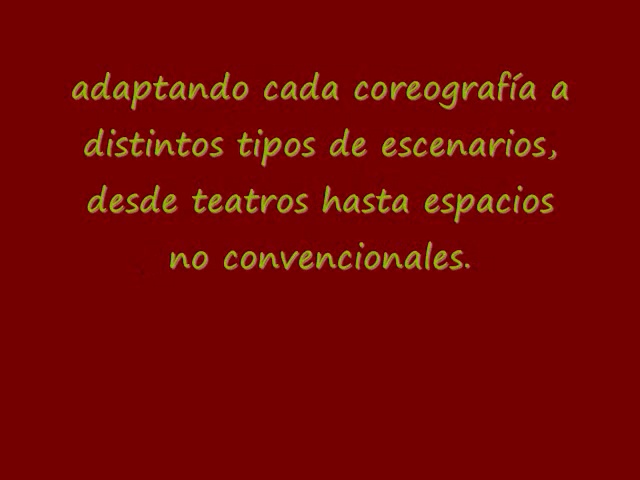 adaptando cada coreografía a
distintos tipos de escenarios,
desde teatros hasta espacios
no convencionales.